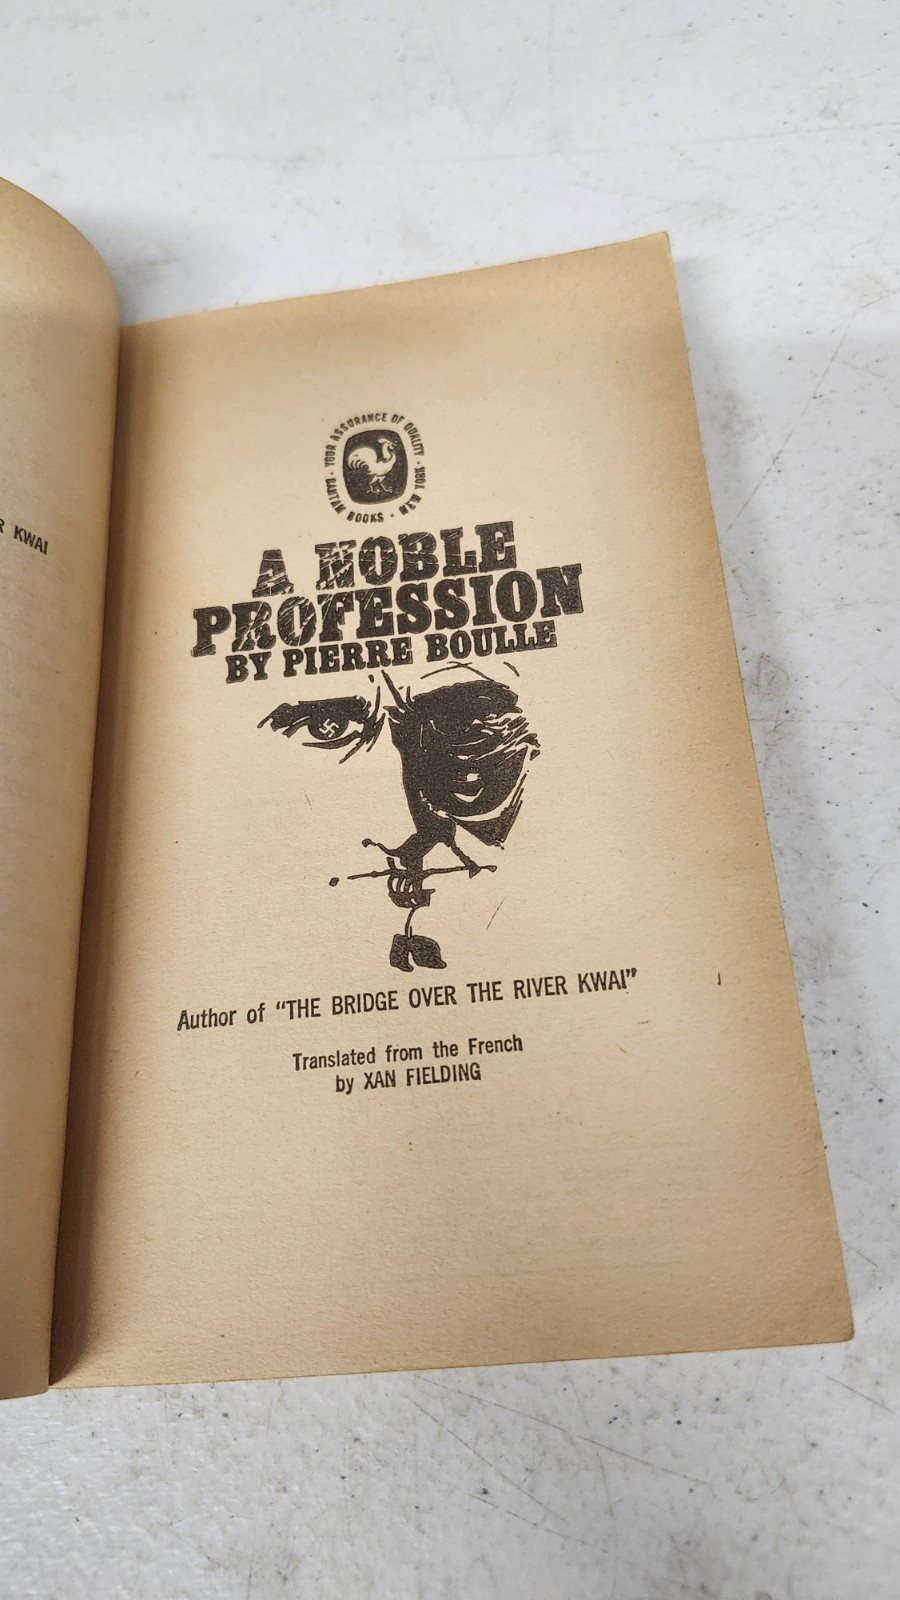 R KWAI
YOUR ASSURANCE OF QUALITY
BANTAM BOOKS • NEW YORK •
A NOBLE
PROFESSION
BY PIERRE BOULLE
Author of “THE BRIDGE OVER THE RIVER KWAI”
Translated from the French
by XAN FIELDING